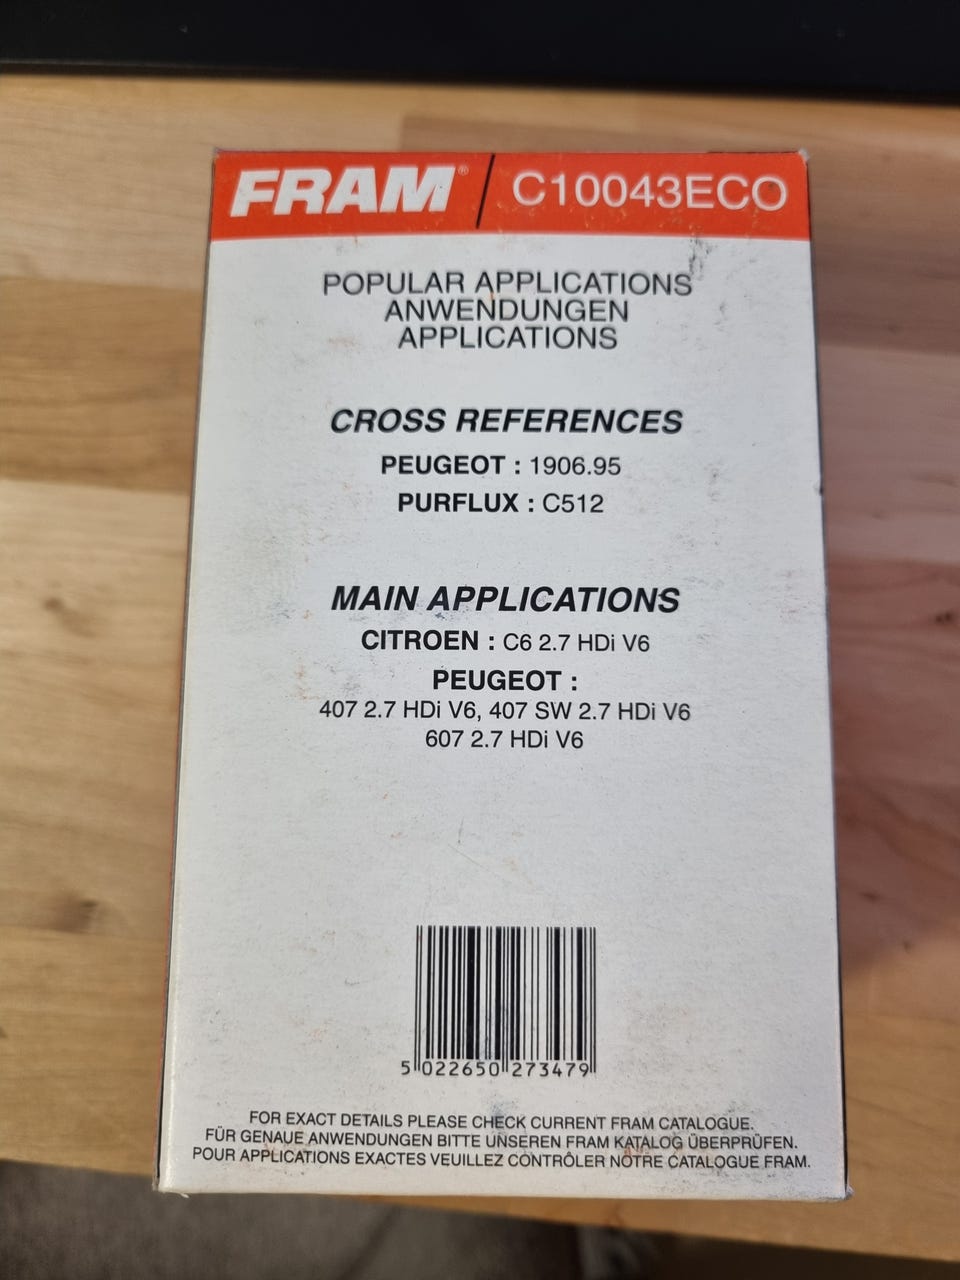 FRAM® / C10043ECO
POPULAR APPLICATIONS
ANWENDUNGEN
APPLICATIONS
CROSS REFERENCES
PEUGEOT : 1906.95
PURFLUX : C512
MAIN APPLICATIONS
CITROEN : C6 2.7 HDi V6
PEUGEOT :
407 2.7 HDi V6, 407 SW 2.7 HDi V6
607 2.7 HDi V6
5 022650 273479
FOR EXACT DETAILS PLEASE CHECK CURRENT FRAM CATALOGUE.
FÜR GENAUE ANWENDUNGEN BITTE UNSEREN FRAM KATALOG ÜBERPRÜFEN.
POUR APPLICATIONS EXACTES VEUILLEZ CONTRÔLER NOTRE CATALOGUE FRAM.